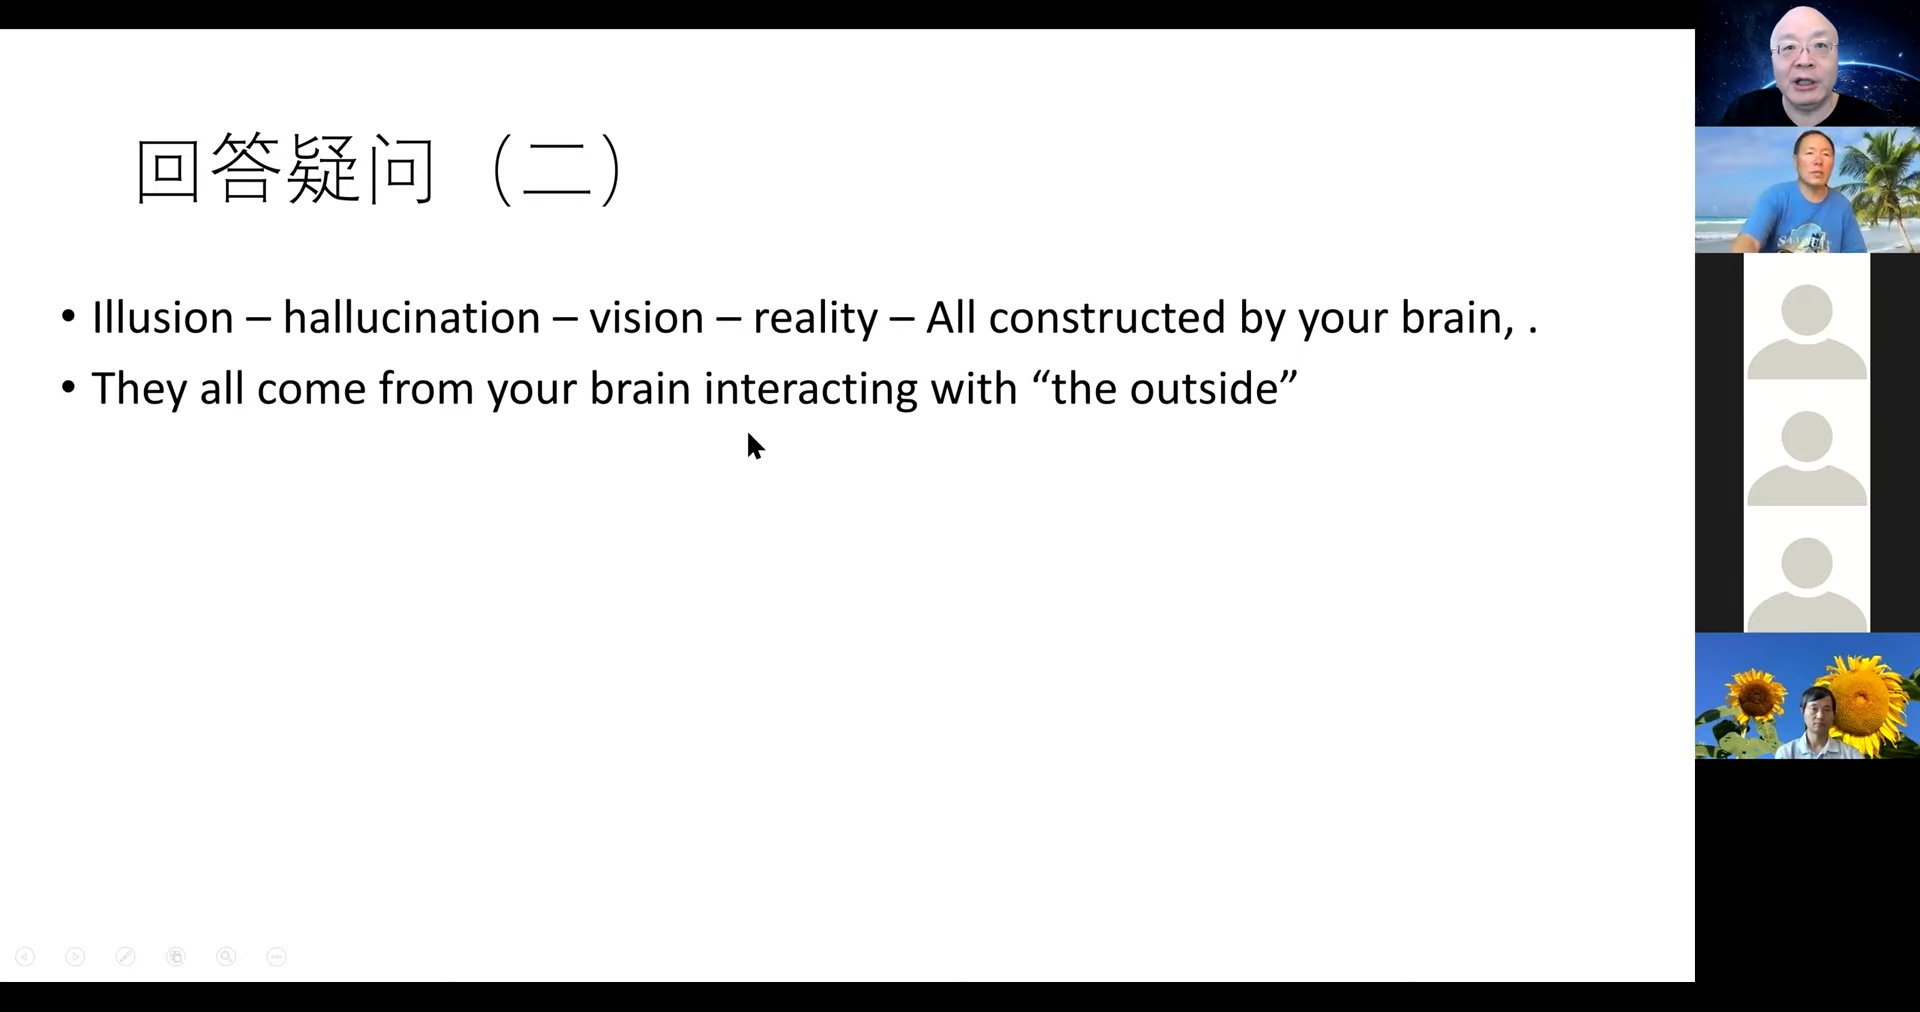 回答疑问（二）
• Illusion – hallucination – vision – reality – All constructed by your brain, .
• They all come from your brain interacting with “the outside”